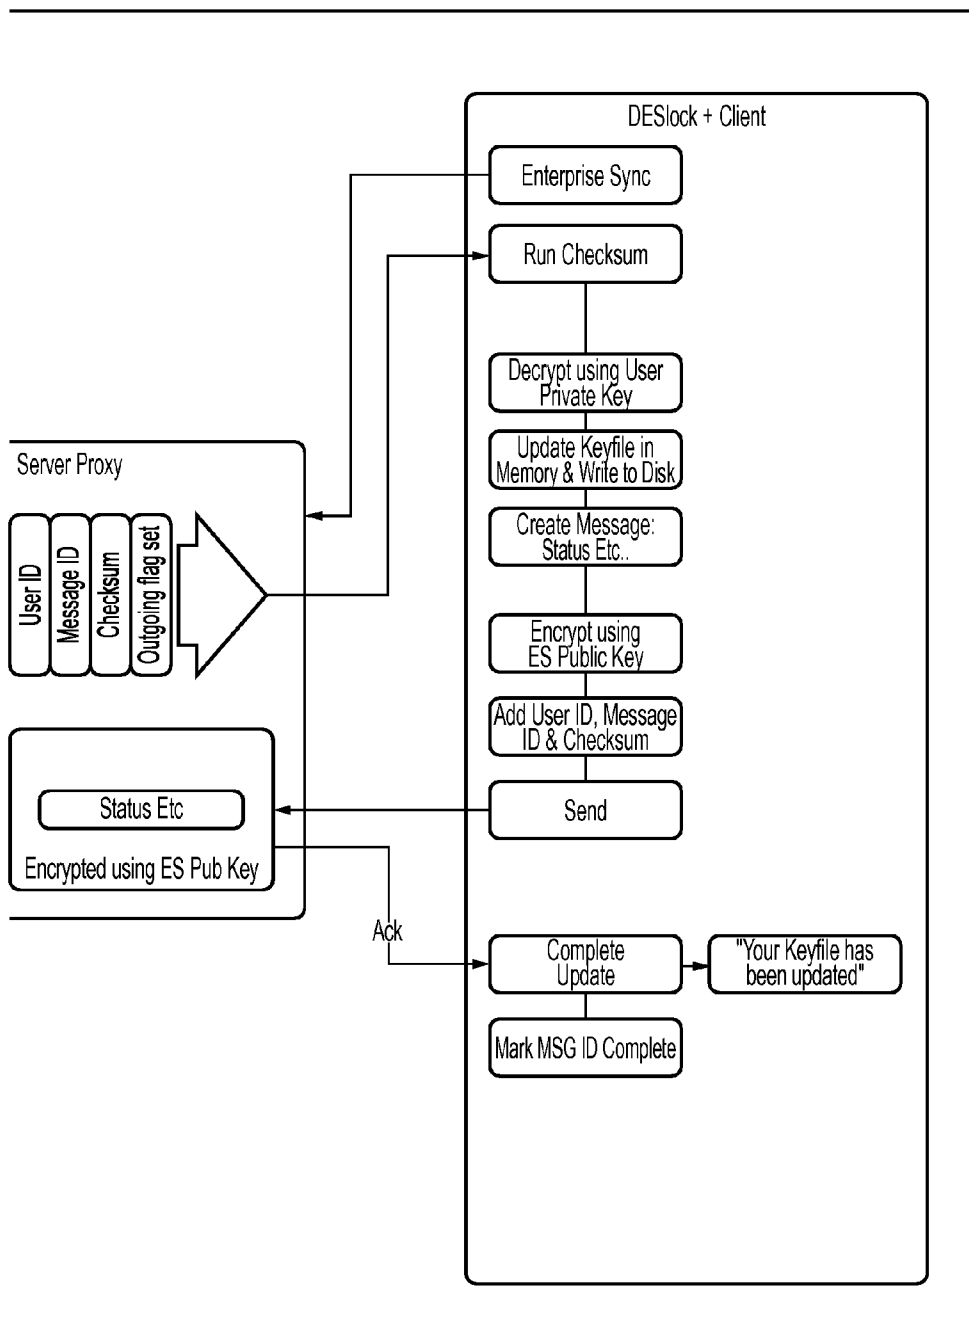 DESlock + Client
Enterprise Sync
Run Checksum
Decrypt using User
Private Key
Update Keyfile in
Memory & Write to Disk
Create Message:
Status Etc..
Encrypt using
ES Public Key
Add User ID, Message
ID & Checksum
Send
Complete
Update
"Your Keyfile has
been updated"
Mark MSG ID Complete
Server Proxy
User ID
Message ID
Checksum
Outgoing flag set
Status Etc
Encrypted using ES Pub Key
Ack